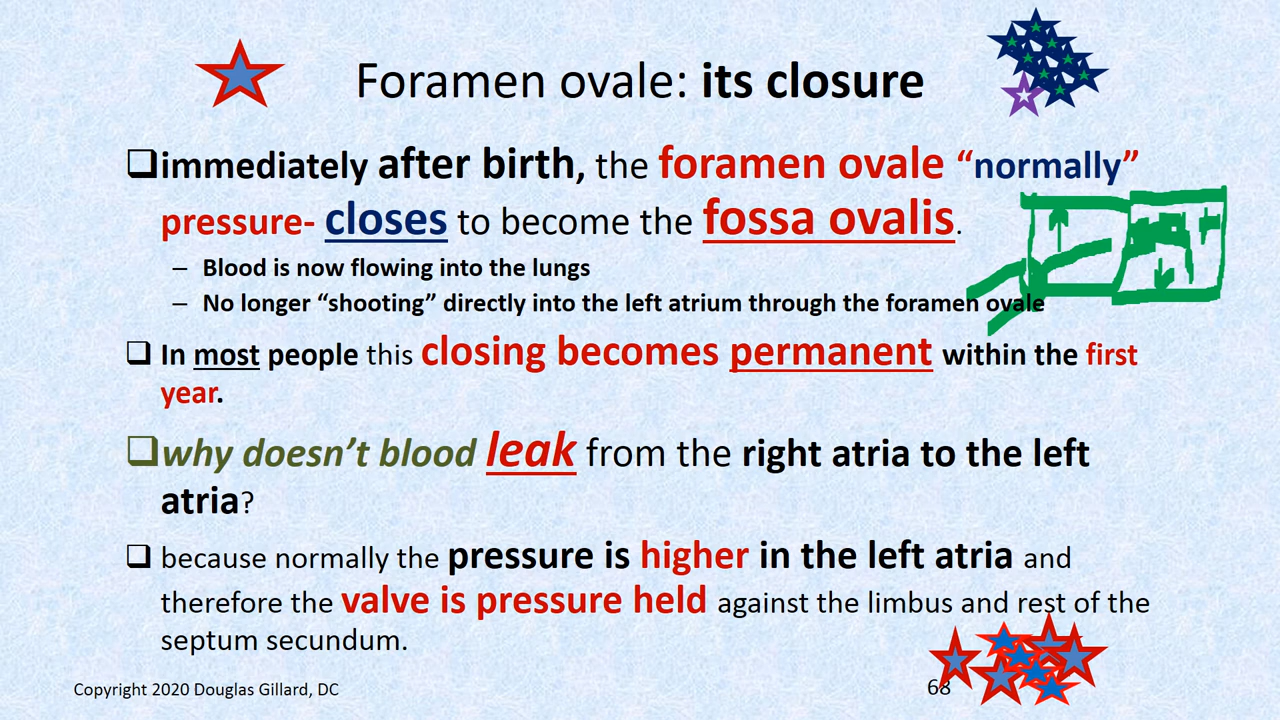 Foramen ovale: its closure
❑immediately after birth, the foramen ovale “normally”
pressure- closes to become the fossa ovalis.
– Blood is now flowing into the lungs
– No longer “shooting” directly into the left atrium through the foramen ovale
❑ In most people this closing becomes permanent within the first
year.
❑why doesn’t blood leak from the right atria to the left
atria?
❑ because normally the pressure is higher in the left atria and
therefore the valve is pressure held against the limbus and rest of the
septum secundum.
Copyright 2020 Douglas Gillard, DC
68